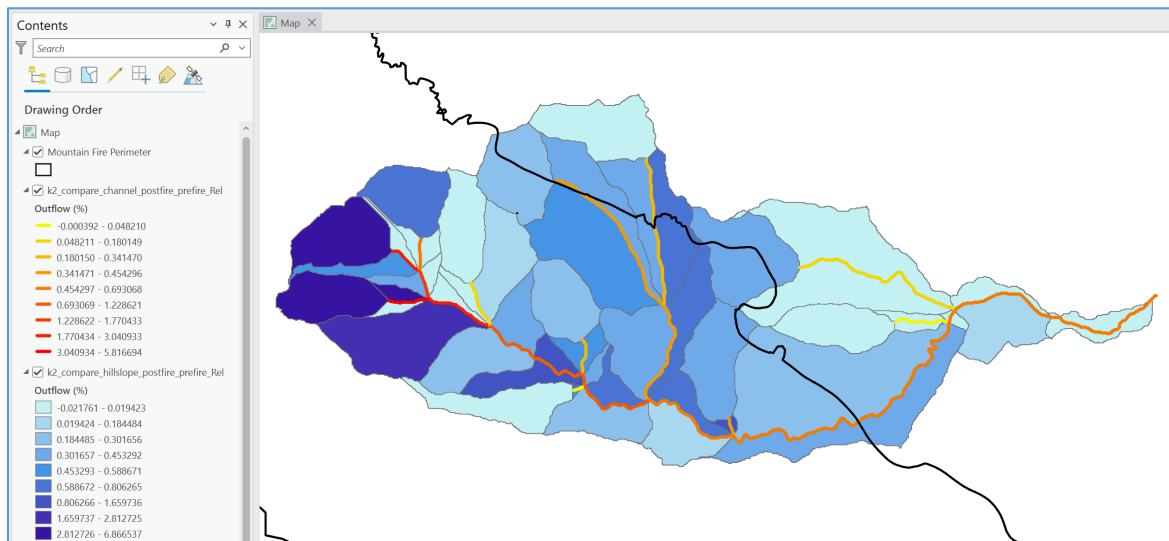 Contents
Map
Search
Drawing Order
Map
Mountain Fire Perimeter
k2_compare_channel_postfire_prefire_Rel
Outflow (%)
-0.000392 - 0.048210
0.048211 - 0.180149
0.180150 - 0.341470
0.341471 - 0.454296
0.454297 - 0.693068
0.693069 - 1.228621
1.228622 - 1.770433
1.770434 - 3.040933
3.040934 - 5.816694
k2_compare_hillslope_postfire_prefire_Rel
Outflow (%)
-0.021761 - 0.019423
0.019424 - 0.184484
0.184485 - 0.301656
0.301657 - 0.453292
0.453293 - 0.588671
0.588672 - 0.806265
0.806266 - 1.659736
1.659737 - 2.812725
2.812726 - 6.866537